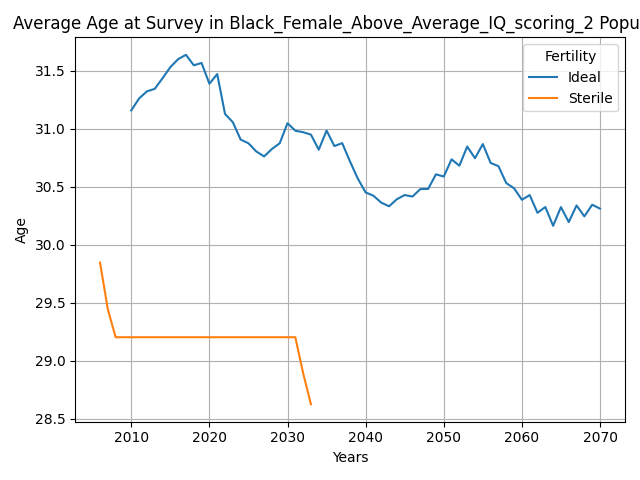 Average Age at Survey in Black_Female_Above_Average_IQ_scoring_2 Popu
Fertility
Ideal
Sterile
Age
31.5
31.0
30.5
30.0
29.5
29.0
28.5
2010 2020 2030 2040 2050 2060 2070
Years